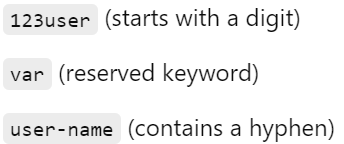 123user (starts with a digit)
var (reserved keyword)
user-name (contains a hyphen)